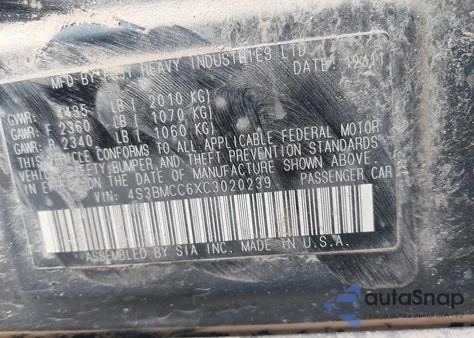 MFG. BY FUJI HEAVY INDUSTRIES LTD.
DATE: 12/11
GVWR: LB ( 2010 KG)
GAWR: F 2360 LB ( 1070 KG)
GAWR: R 2340 LB ( 1060 KG)
THIS VEHICLE CONFORMS TO ALL APPLICABLE FEDERAL MOTOR
VEHICLE SAFETY, BUMPER, AND THEFT PREVENTION STANDARDS
IN EFFECT ON THE DATE OF MANUFACTURE SHOWN ABOVE.
VIN: 4S3BMCC6XC3020239 PASSENGER CAR
ASSEMBLED BY SIA INC. MADE IN U.S.A.
autoSnap